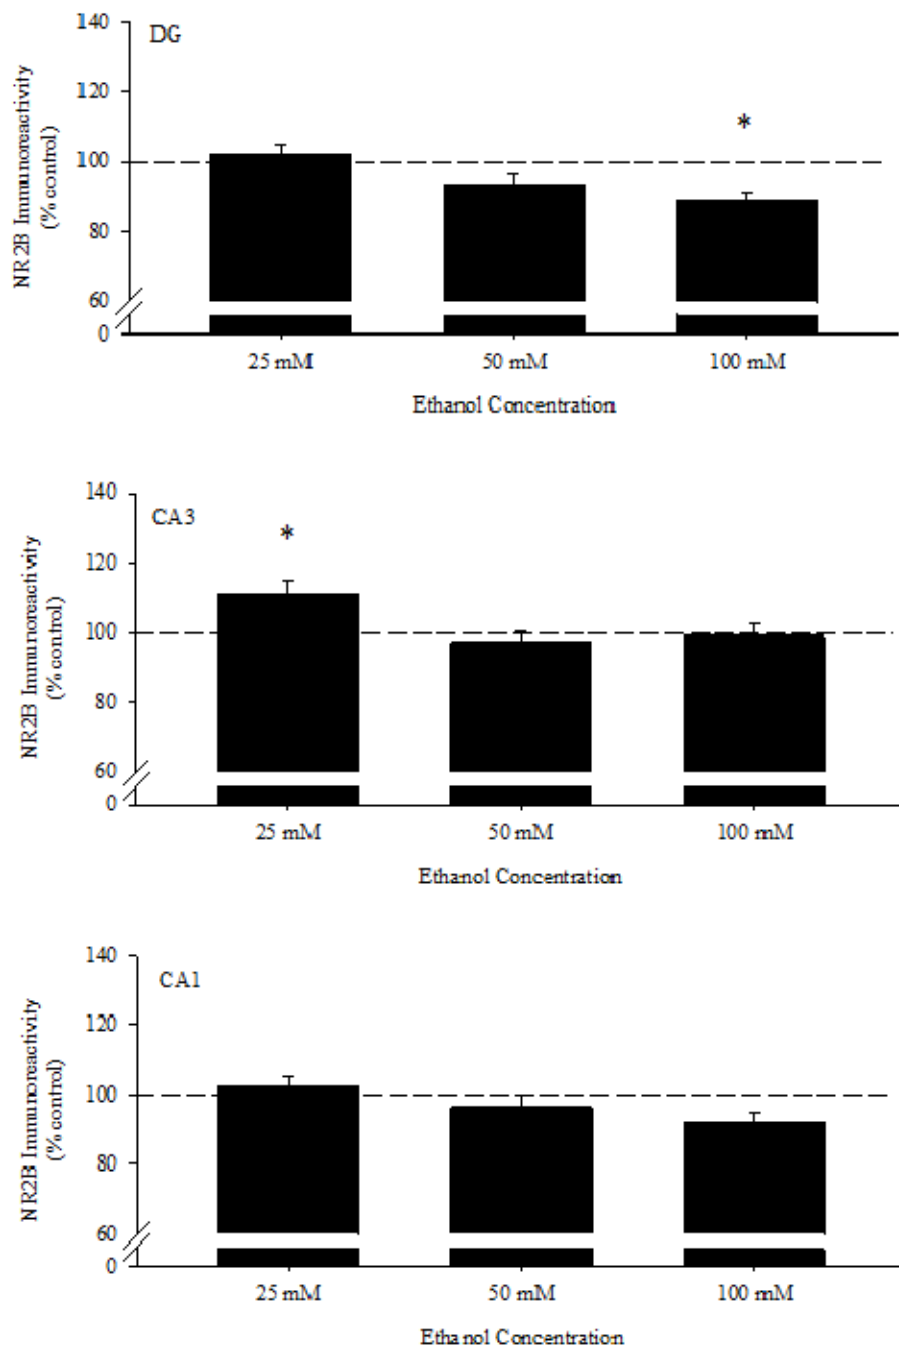 140
DG
120
*
100
80
60
0
NR2B Immunoreactivity
(% control)
25 mM
50 mM
100 mM
Ethanol Concentration
140
CA3
*
120
100
80
60
0
NR2B Immunoreactivity
(% control)
25 mM
50 mM
100 mM
Ethanol Concentration
140
CA1
120
100
80
60
0
NR2B Immunoreactivity
(% control)
25 mM
50 mM
100 mM
Ethanol Concentration